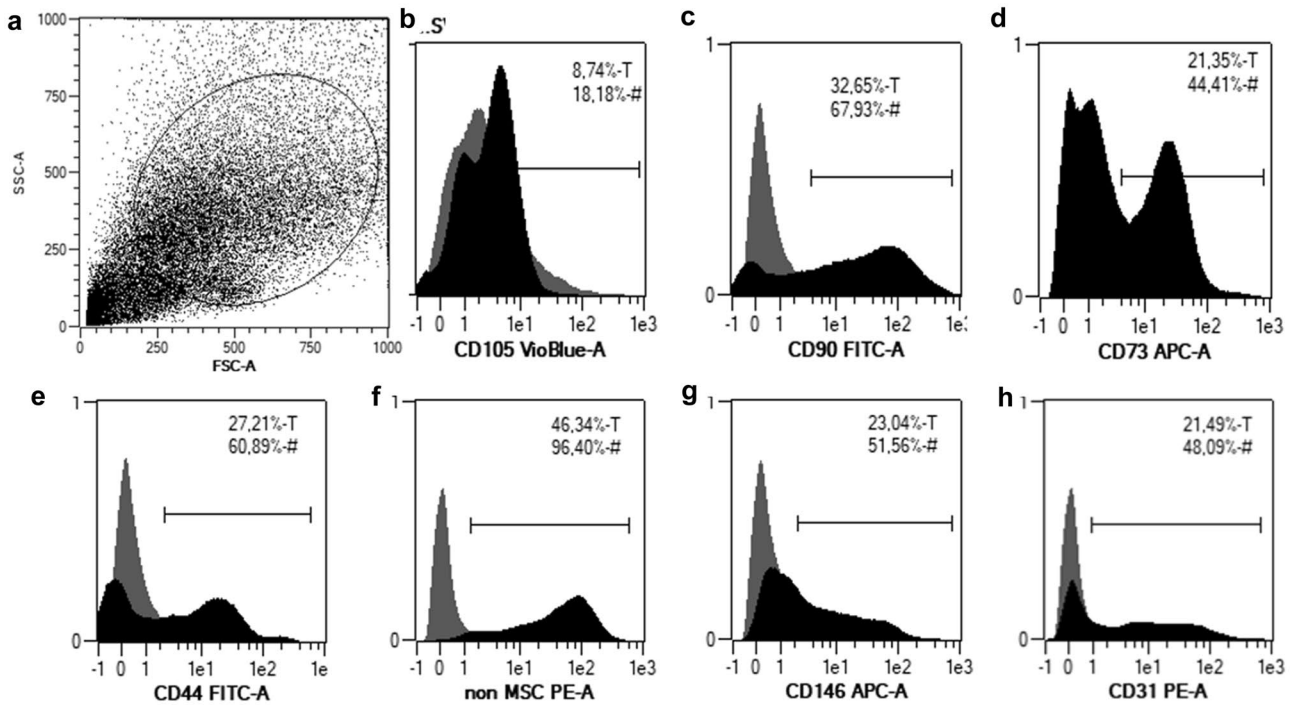 a
1000
750
500
250
0
SSC-A
0 250 500 750 1000
FSC-A
b
8,74%-T
18,18%-#
-1 0 1 1e1 1e2 1e3
CD105 VioBlue-A
c
1
32,65%-T
67,93%-#
0
-1 0 1 1e1 1e2 1e
CD90 FITC-A
d
1
21,35%-T
44,41%-#
0
-1 0 1 1e1 1e2 1e3
CD73 APC-A
e
1
27,21%-T
60,89%-#
0
-1 0 1 1e1 1e2 1e
CD44 FITC-A
f
1
46,34%-T
96,40%-#
0
-1 0 1 1e1 1e2 1e3
non MSC PE-A
g
1
23,04%-T
51,56%-#
0
-1 0 1 1e1 1e2 1e3
CD146 APC-A
h
1
21,49%-T
48,09%-#
0
-1 0 1 1e1 1e2 1e3
CD31 PE-A